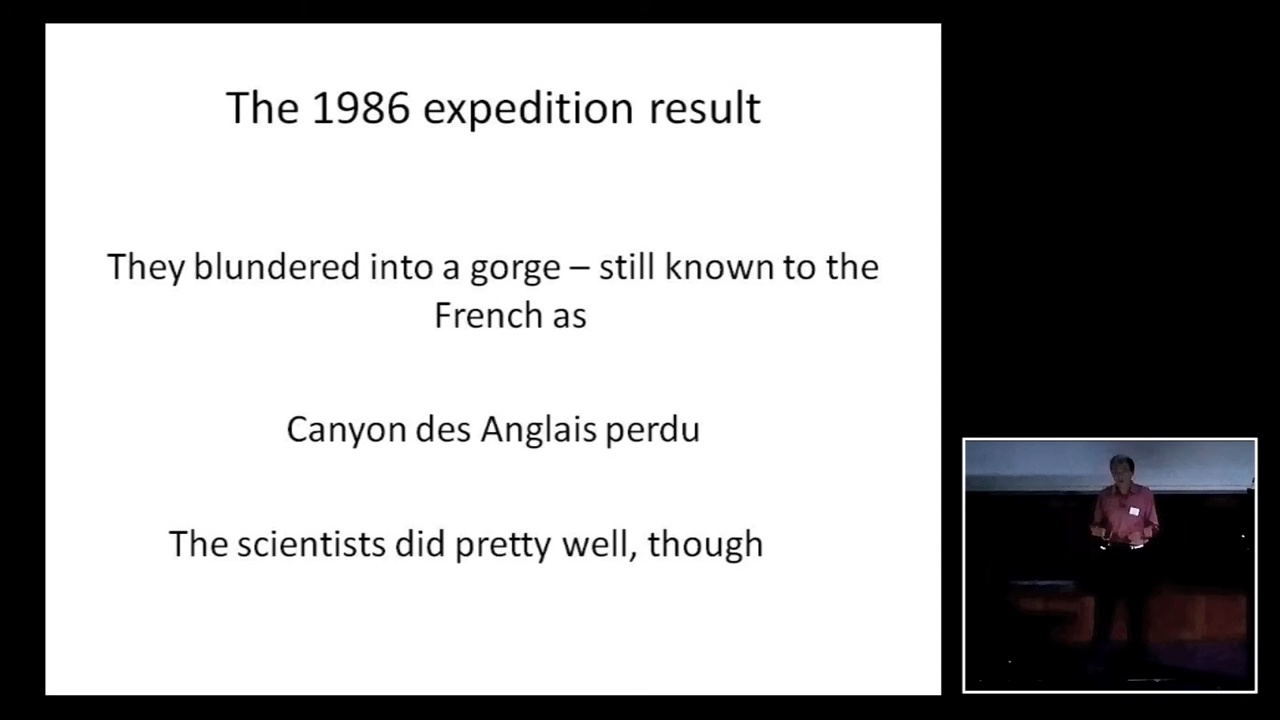 The 1986 expedition result
They blundered into a gorge – still known to the
French as
Canyon des Anglais perdu
The scientists did pretty well, though